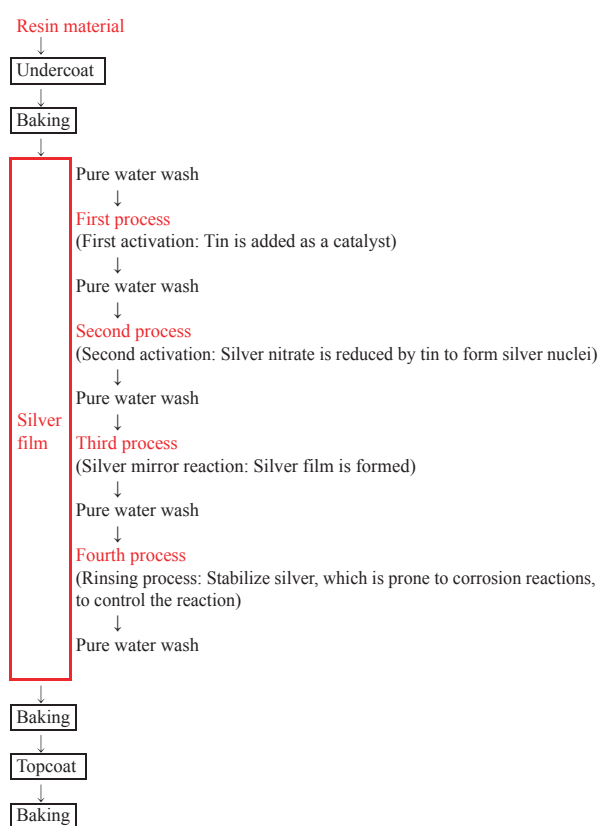 Resin material
↓
Undercoat
↓
Baking
↓
Pure water wash
↓
First process
(First activation: Tin is added as a catalyst)
↓
Pure water wash
↓
Second process
(Second activation: Silver nitrate is reduced by tin to form silver nuclei)
↓
Pure water wash
↓
Silver
film
Third process
(Silver mirror reaction: Silver film is formed)
↓
Pure water wash
↓
Fourth process
(Rinsing process: Stabilize silver, which is prone to corrosion reactions,
to control the reaction)
↓
Pure water wash
↓
Baking
↓
Topcoat
↓
Baking